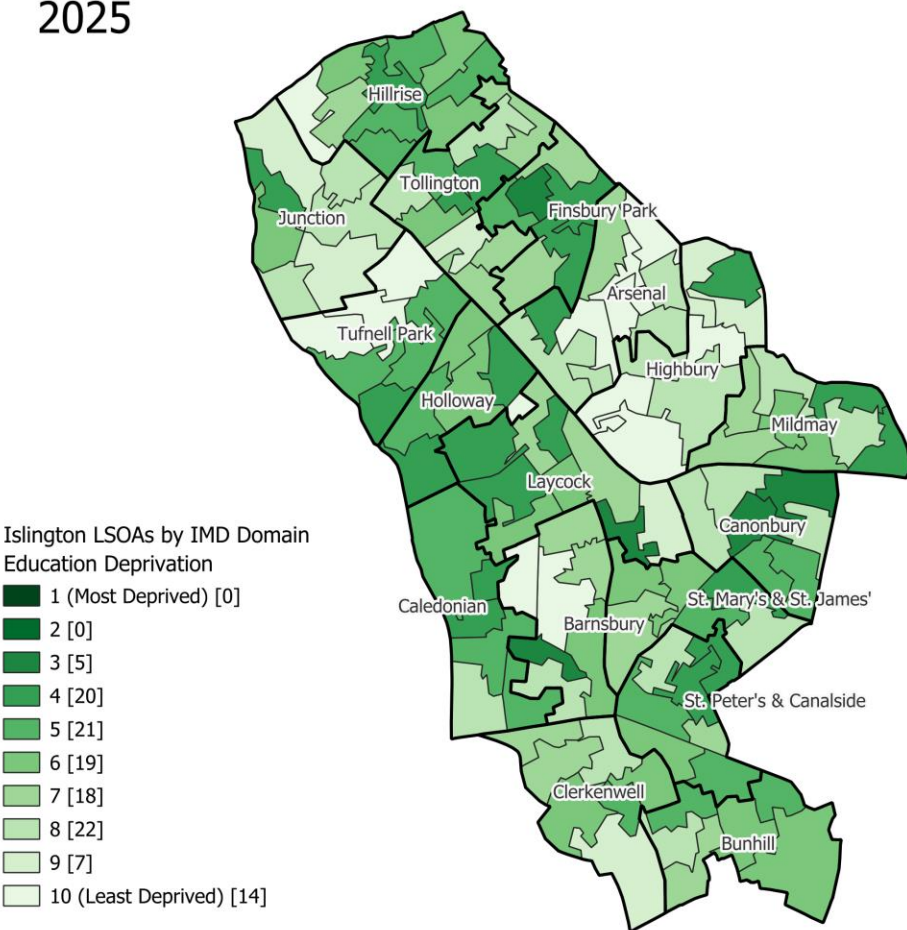 2025
Hillrise
Tollington
Finsbury Park
Junction
Arsenal
Tufnell Park
Highbury
Holloway
Mildmay
Laycock
Canonbury
Caledonian
St. Mary's & St. James'
Barnsbury
St. Peter's & Canalside
Clerkenwell
Bunhill
Islington LSOAs by IMD Domain
Education Deprivation
1 (Most Deprived) [0]
2 [0]
3 [5]
4 [20]
5 [21]
6 [19]
7 [18]
8 [22]
9 [7]
10 (Least Deprived) [14]